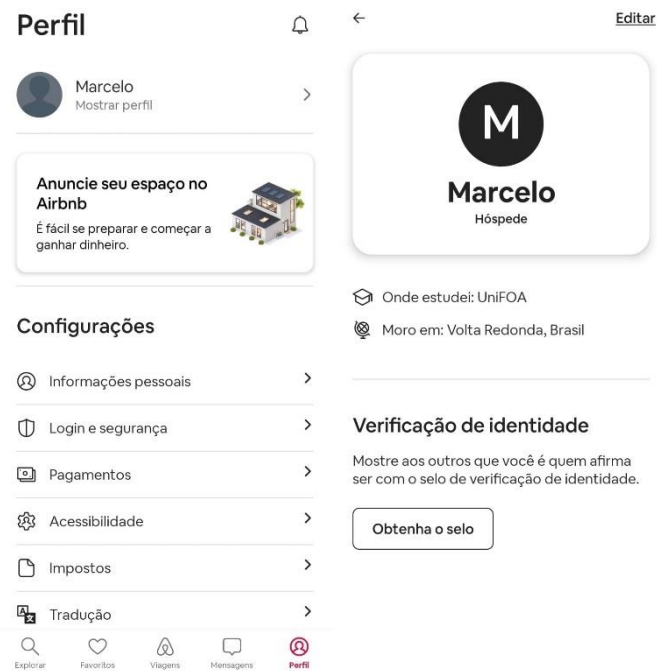 Perfil
Marcelo
Mostrar perfil
Anuncie seu espaço no
Airbnb
É fácil se preparar e começar a
ganhar dinheiro.
Configurações
Informações pessoais
Login e segurança
Pagamentos
Acessibilidade
Impostos
Tradução
Explorar
Favoritos
Viagens
Mensagens
Perfil
Editar
M
Marcelo
Hóspede
Onde estudei: UniFOA
Moro em: Volta Redonda, Brasil
Verificação de identidade
Mostre aos outros que você é quem afirma
ser com o selo de verificação de identidade.
Obtenha o selo